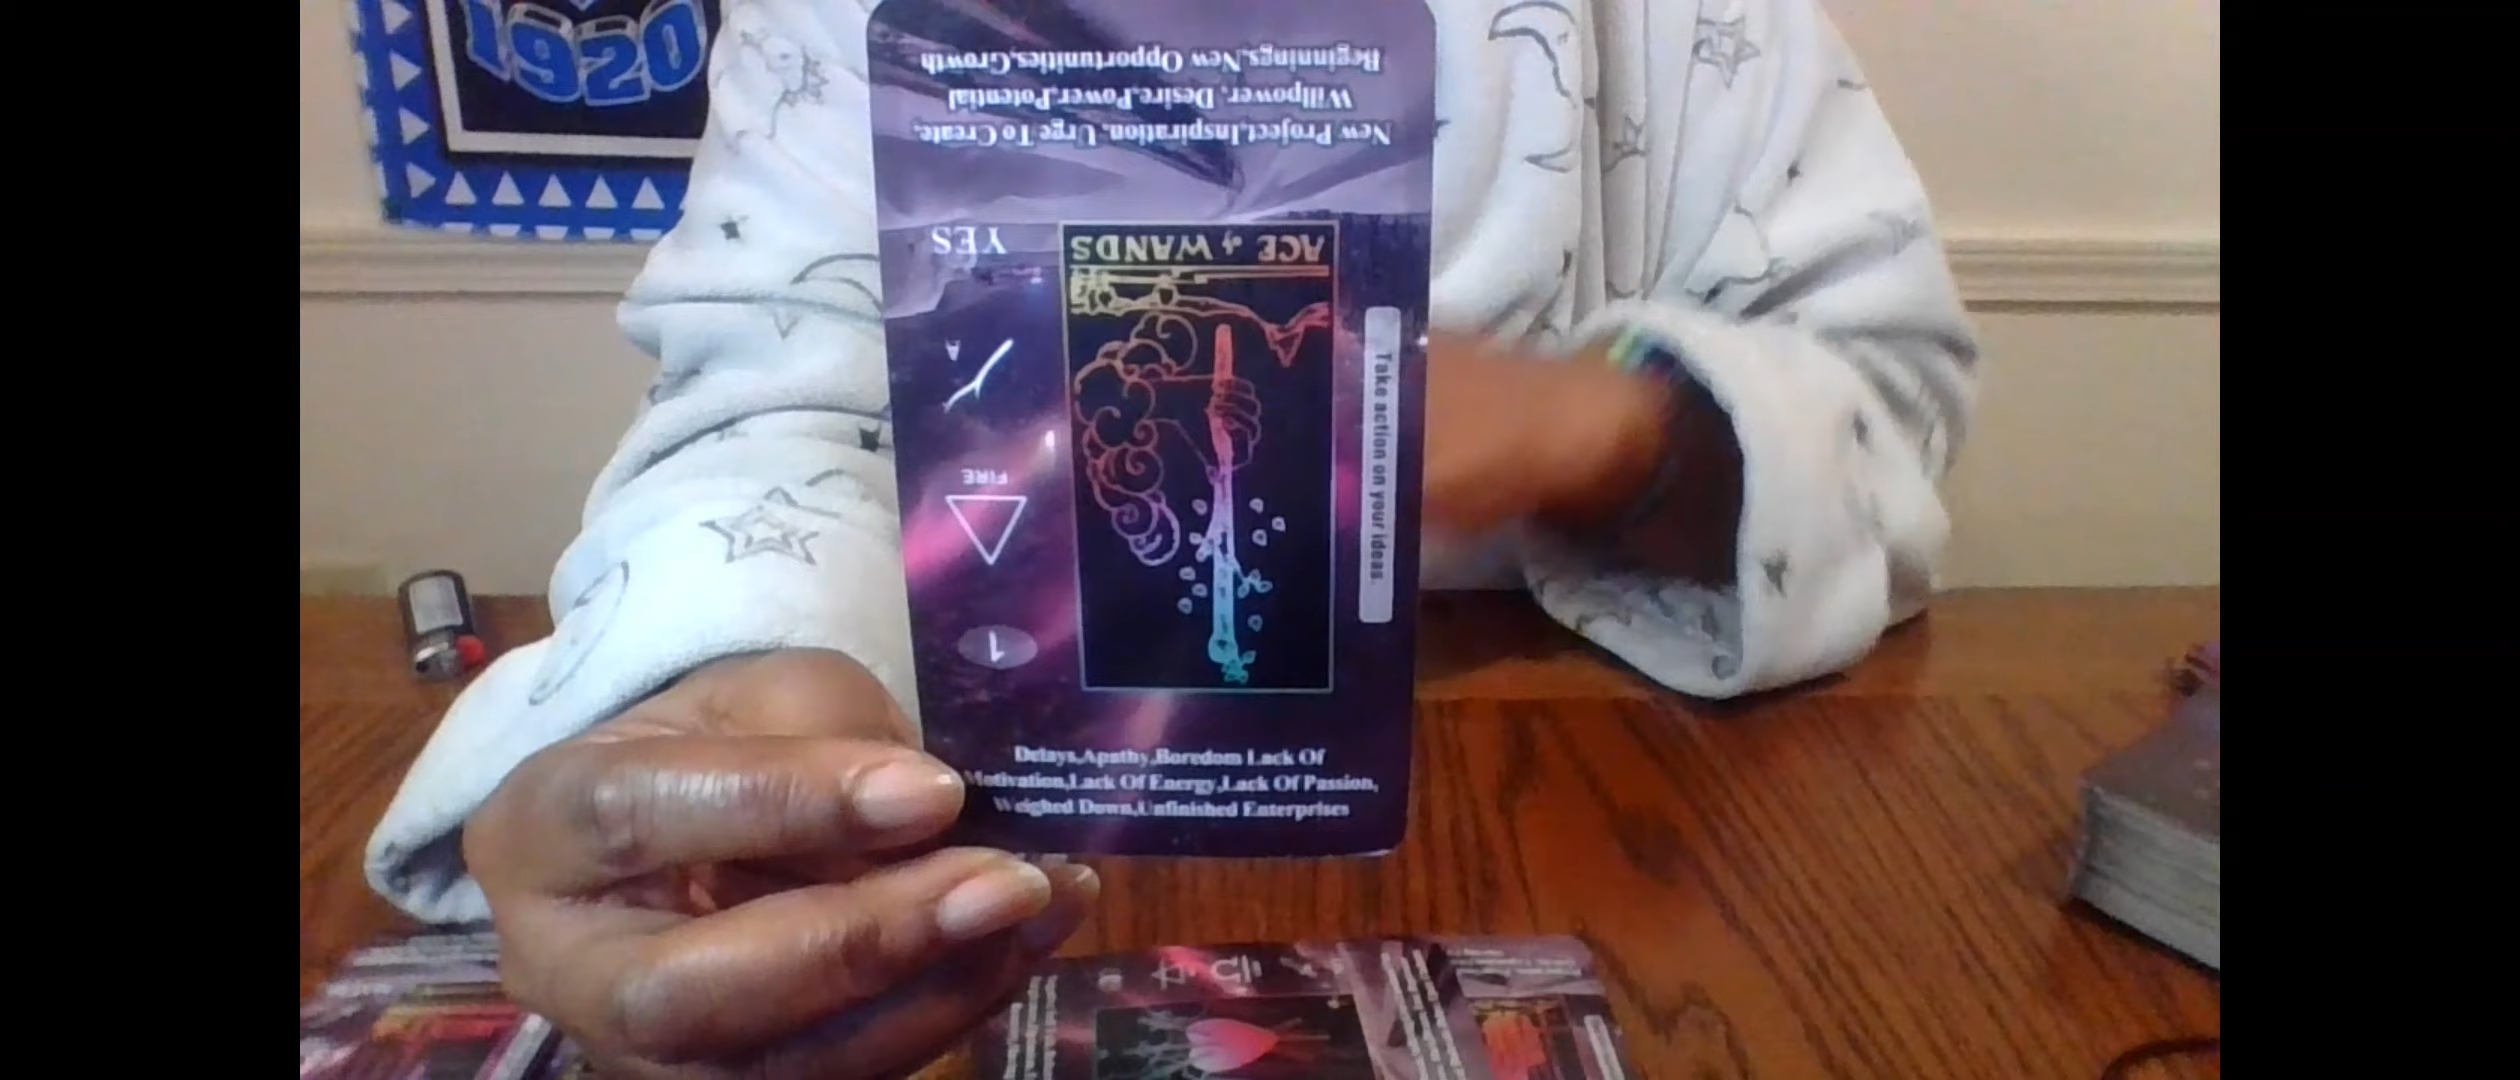 1920
Beginnings,New Opportunities,Growth
Willpower, Desire,Power,Potential
New Project,Inspiration, Urge To Create,
YES
ACE of WANDS
A
Take action on your ideas.
FIRE
1
Delays,Apathy,Boredom Lack Of
Motivation,Lack Of Energy,Lack Of Passion,
Weighed Down,Unfinished Enterprises